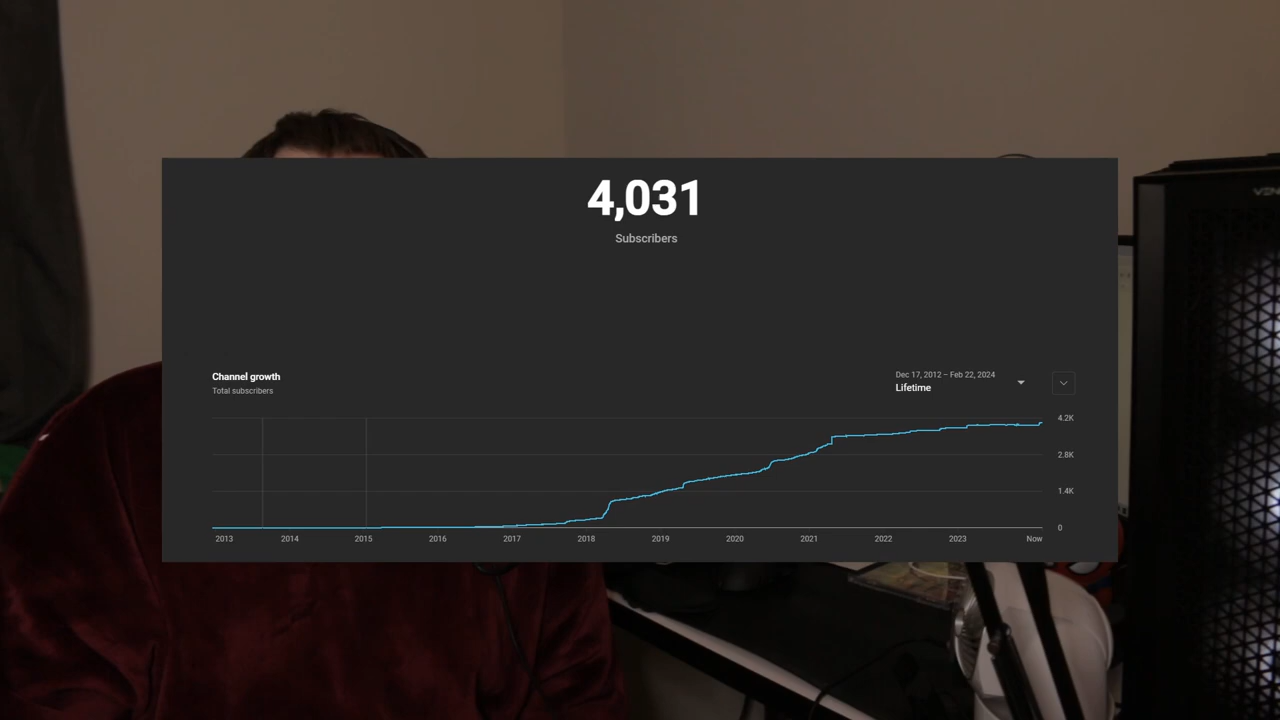 4,031
Subscribers
Channel growth
Total subscribers
Dec 17, 2012 – Feb 22, 2024
Lifetime
4.2K
2.8K
1.4K
0
2013 2014 2015 2016 2017 2018 2019 2020 2021 2022 2023 Now